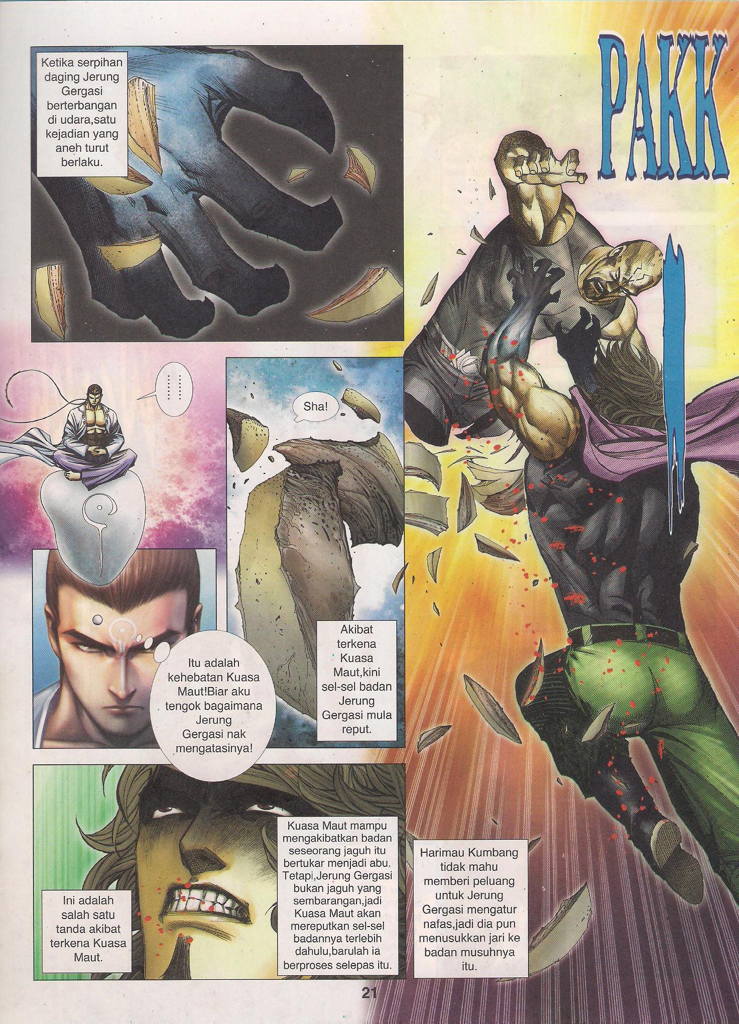 Ketika serpihan
daging Jerung
Gergasi
berterbangan
di udara,satu
kejadian yang
aneh turut
berlaku.
PAKK
Sha!
Akibat
terkena
Kuasa
Maut,kini
sel-sel badan
Jerung
Gergasi mula
reput.
Itu adalah
kehebatan Kuasa
Maut!Biar aku
tengok bagaimana
Jerung
Gergasi nak
mengatasinya!
Ini adalah
salah satu
tanda akibat
terkena Kuasa
Maut.
Kuasa Maut mampu
mengakibatkan badan
seseorang jaguh itu
bertukar menjadi abu.
Tetapi,Jerung Gergasi
bukan jaguh yang
sembarangan,jadi
Kuasa Maut akan
mereputkan sel-sel
badannya terlebih
dahulu,barulah ia
berproses selepas itu.
Harimau Kumbang
tidak mahu
memberi peluang
untuk Jerung
Gergasi mengatur
nafas,jadi dia pun
menusukkan jari ke
badan musuhnya
itu.
21